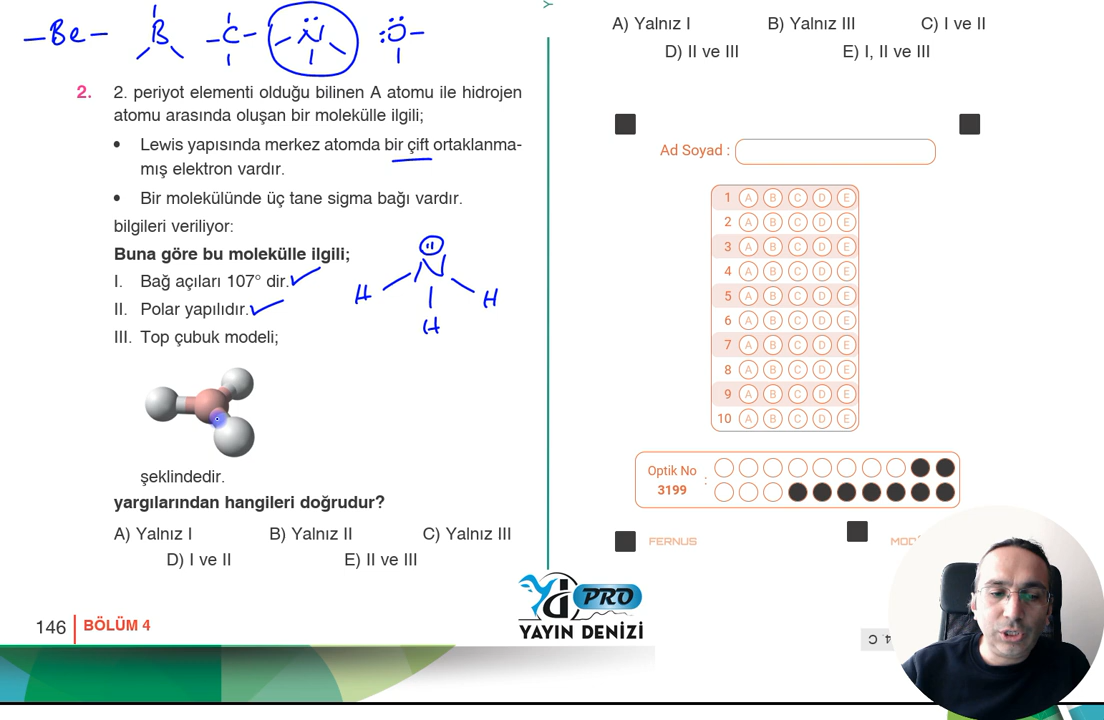 –Be– B C N O
2. 2. periyot elementi olduğu bilinen A atomu ile hidrojen
atomu arasında oluşan bir molekülle ilgili;
• Lewis yapısında merkez atomda bir çift ortaklanma-
mış elektron vardır.
• Bir molekülünde üç tane sigma bağı vardır.
bilgileri veriliyor:
Buna göre bu molekülle ilgili;
I. Bağ açıları 107° dir.
II. Polar yapılıdır.
III. Top çubuk modeli;
N
H H
H
şeklindedir.
yargılarından hangileri doğrudur?
A) Yalnız I B) Yalnız II C) Yalnız III
D) I ve II E) II ve III
146 BÖLÜM 4
A) Yalnız I B) Yalnız III C) I ve II
D) II ve III E) I, II ve III
Ad Soyad :
1 A B C D E
2 A B C D E
3 A B C D E
4 A B C D E
5 A B C D E
6 A B C D E
7 A B C D E
8 A B C D E
9 A B C D E
10 A B C D E
Optik No :
3199
FERNUS
YD PRO
YAYIN DENİZİ